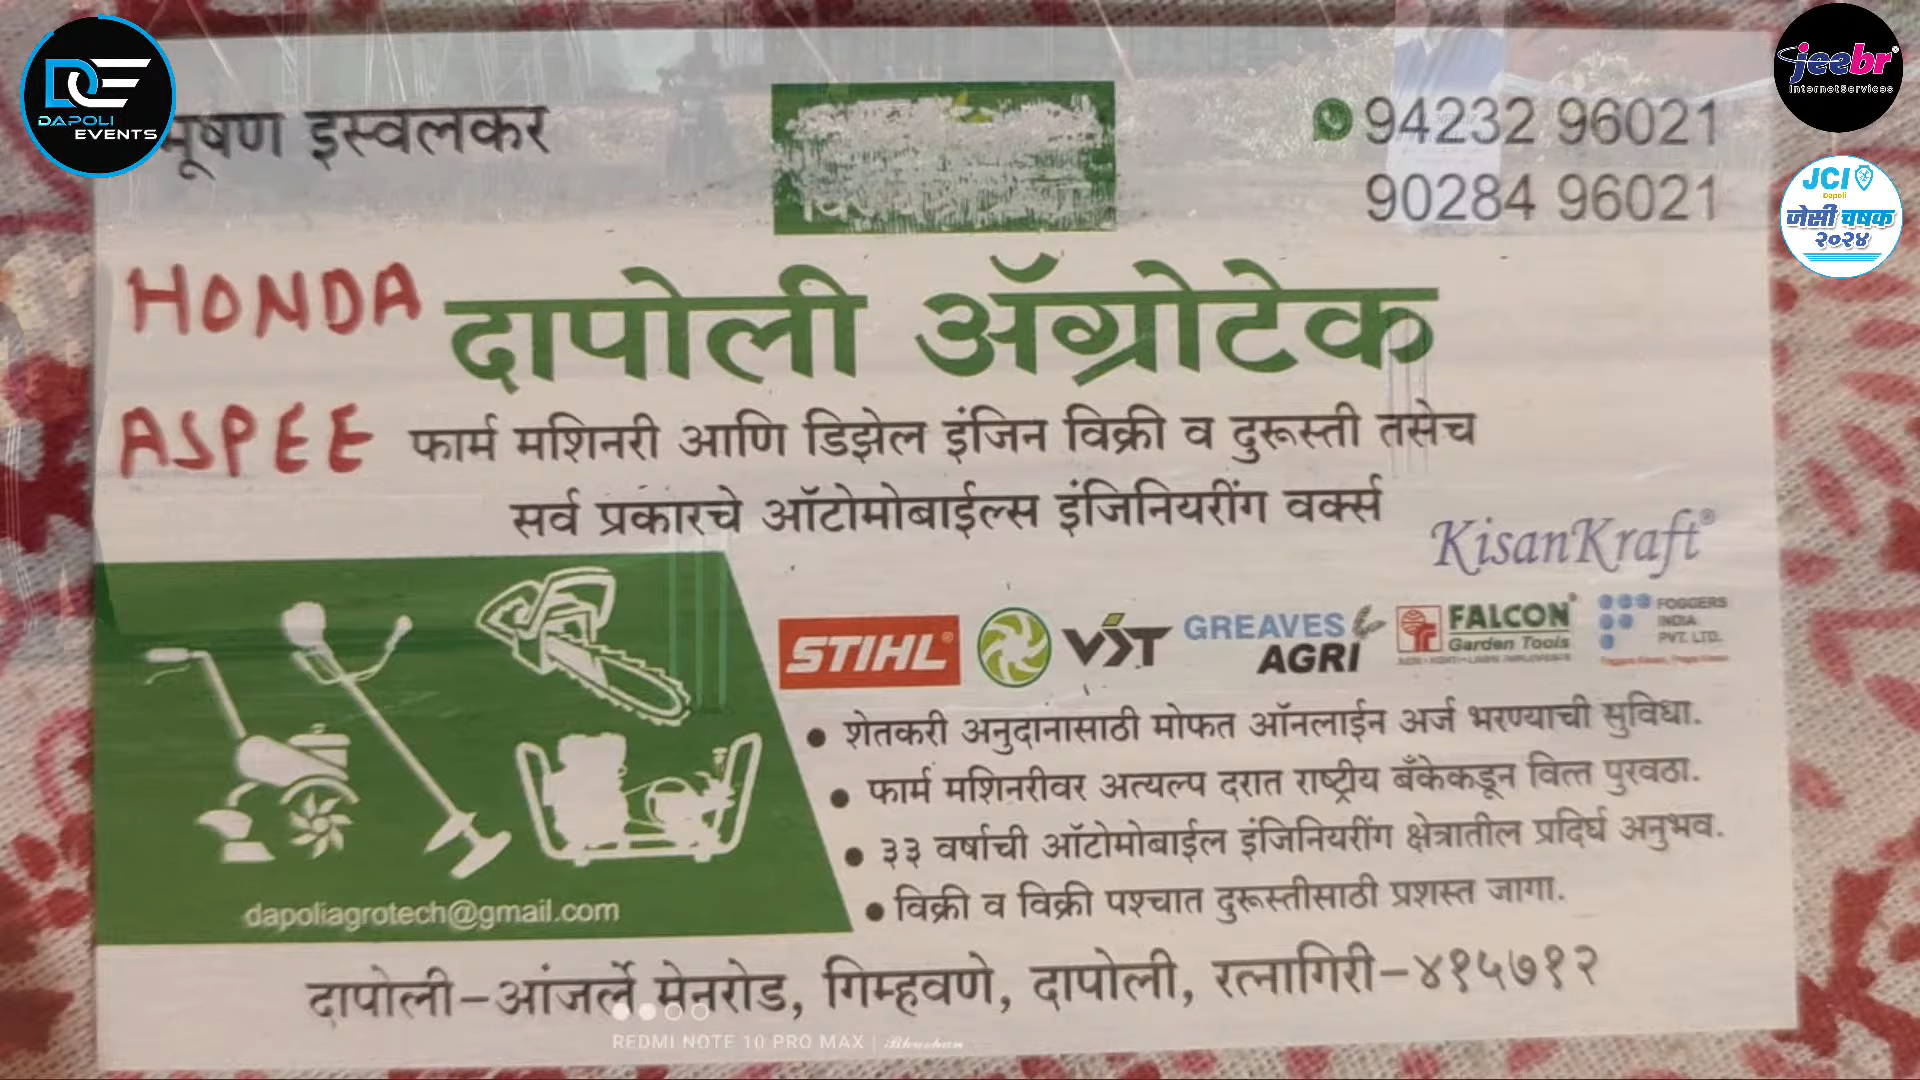 DE
DAPOLI
EVENTS
भूषण इस्वलकर
94232 96021
90284 96021
jeebr
InternetServices
JCI
Dapoli
जेसी चषक
२०२४
HONDA
दापोली ॲग्रोटेक
ASPEE
फार्म मशिनरी आणि डिझेल इंजिन विक्री व दुरूस्ती तसेच
सर्व प्रकारचे ऑटोमोबाईल्स इंजिनियरींग वर्क्स
KisanKraft®
STIHL®
VST
GREAVES
AGRI
FALCON
Garden Tools
FOGGERS
INDIA
PVT. LTD.
• शेतकरी अनुदानासाठी मोफत ऑनलाईन अर्ज भरण्याची सुविधा.
• फार्म मशिनरीवर अत्यल्प दरात राष्ट्रीय बँकेकडून वित्त पुरवठा.
• ३३ वर्षाची ऑटोमोबाईल इंजिनियरींग क्षेत्रातील प्रदिर्घ अनुभव.
• विक्री व विक्री पश्चात दुरूस्तीसाठी प्रशस्त जागा.
dapoliagrotech@gmail.com
दापोली-आंजर्ले मेनरोड, गिम्हवणे, दापोली, रत्नागिरी-४१५७१२
REDMI NOTE 10 PRO MAX | Bhushan